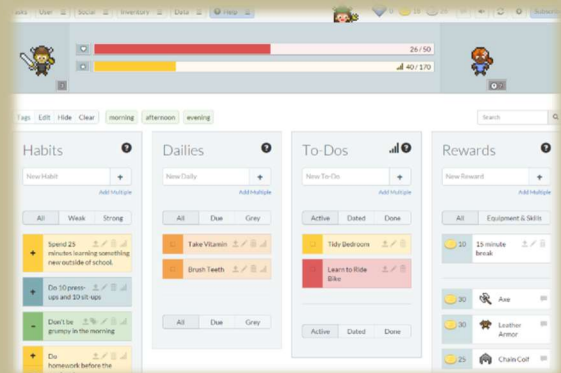 User
Social
Inventory
Data
Help
26 / 50
40 / 170
Tags Edit Hide Clear morning afternoon evening
Search
Habits
New Habit +
Add Multiple
All Weak Strong
Spend 25
minutes learning something
new outside of school.
Do 10 press-
ups and 10 sit-ups
Don't be
grumpy in the morning
Do
homework before the
Dailies
New Daily +
Add Multiple
All Due Grey
Take Vitamin
Brush Teeth
All Due Grey
To-Dos
New To-Do +
Add Multiple
Active Dated Done
Tidy Bedroom
Learn to Ride
Bike
Active Dated Done
Rewards
New Reward +
Add Multiple
All Equipment & Skills
10 15 minute
break
30 Axe
30 Leather
Armor
25 Chain Coif